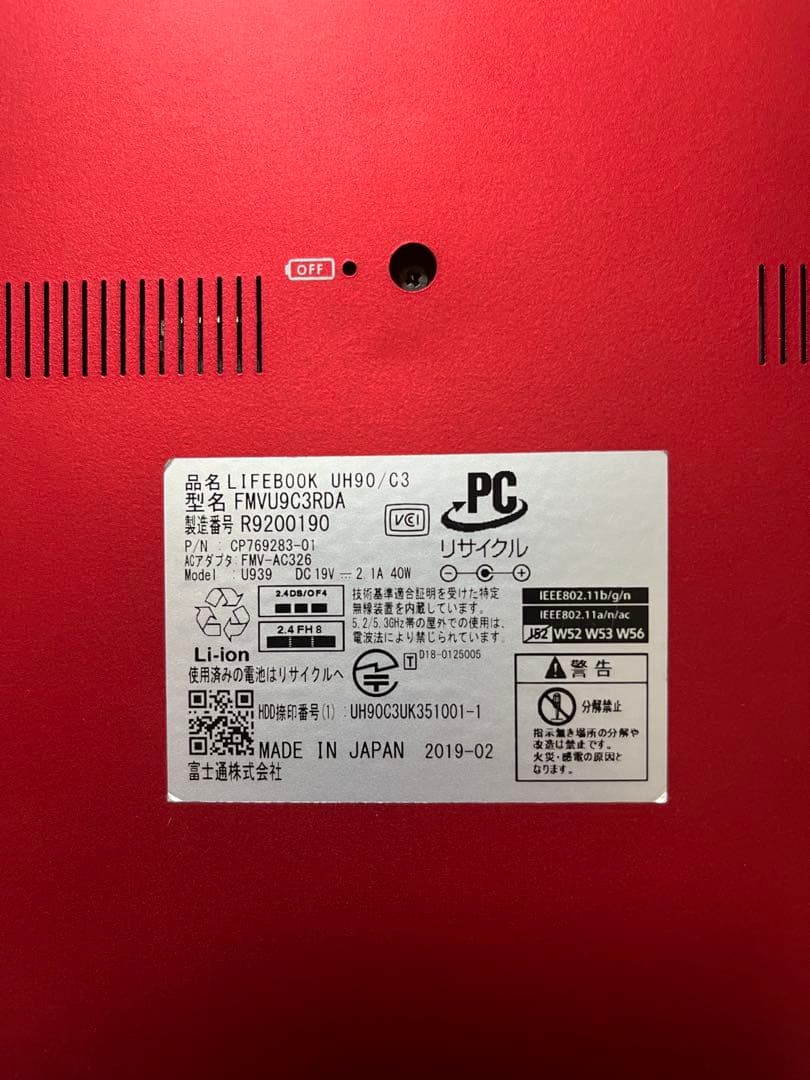 OFF
品名 LIFEBOOK UH90/C3
型名 FMVU9C3RDA
製造番号 R9200190
VCI
PC
リサイクル
P/N : CP769283-01
ACアダプタ: FMV-AC326
Model : U939 DC19V 2.1A 40W
2.4DS/OF4
2.4FH8
Li-ion
使用済みの電池はリサイクルへ
技術基準適合証明を受けた特定
無線装置を内蔵しています。
5.2/5.3GHz帯の屋外での使用は、
電波法により禁じられています。
T D18-0125005
IEEE802.11b/g/n
IEEE802.11a/n/ac
J52 W52 W53 W56
警告
分解禁止
指示無き場所の分解や
改造は禁止です。
火災・感電の原因と
なります。
HDD捺印番号(1) : UH90C3UK351001-1
MADE IN JAPAN 2019-02
富士通株式会社